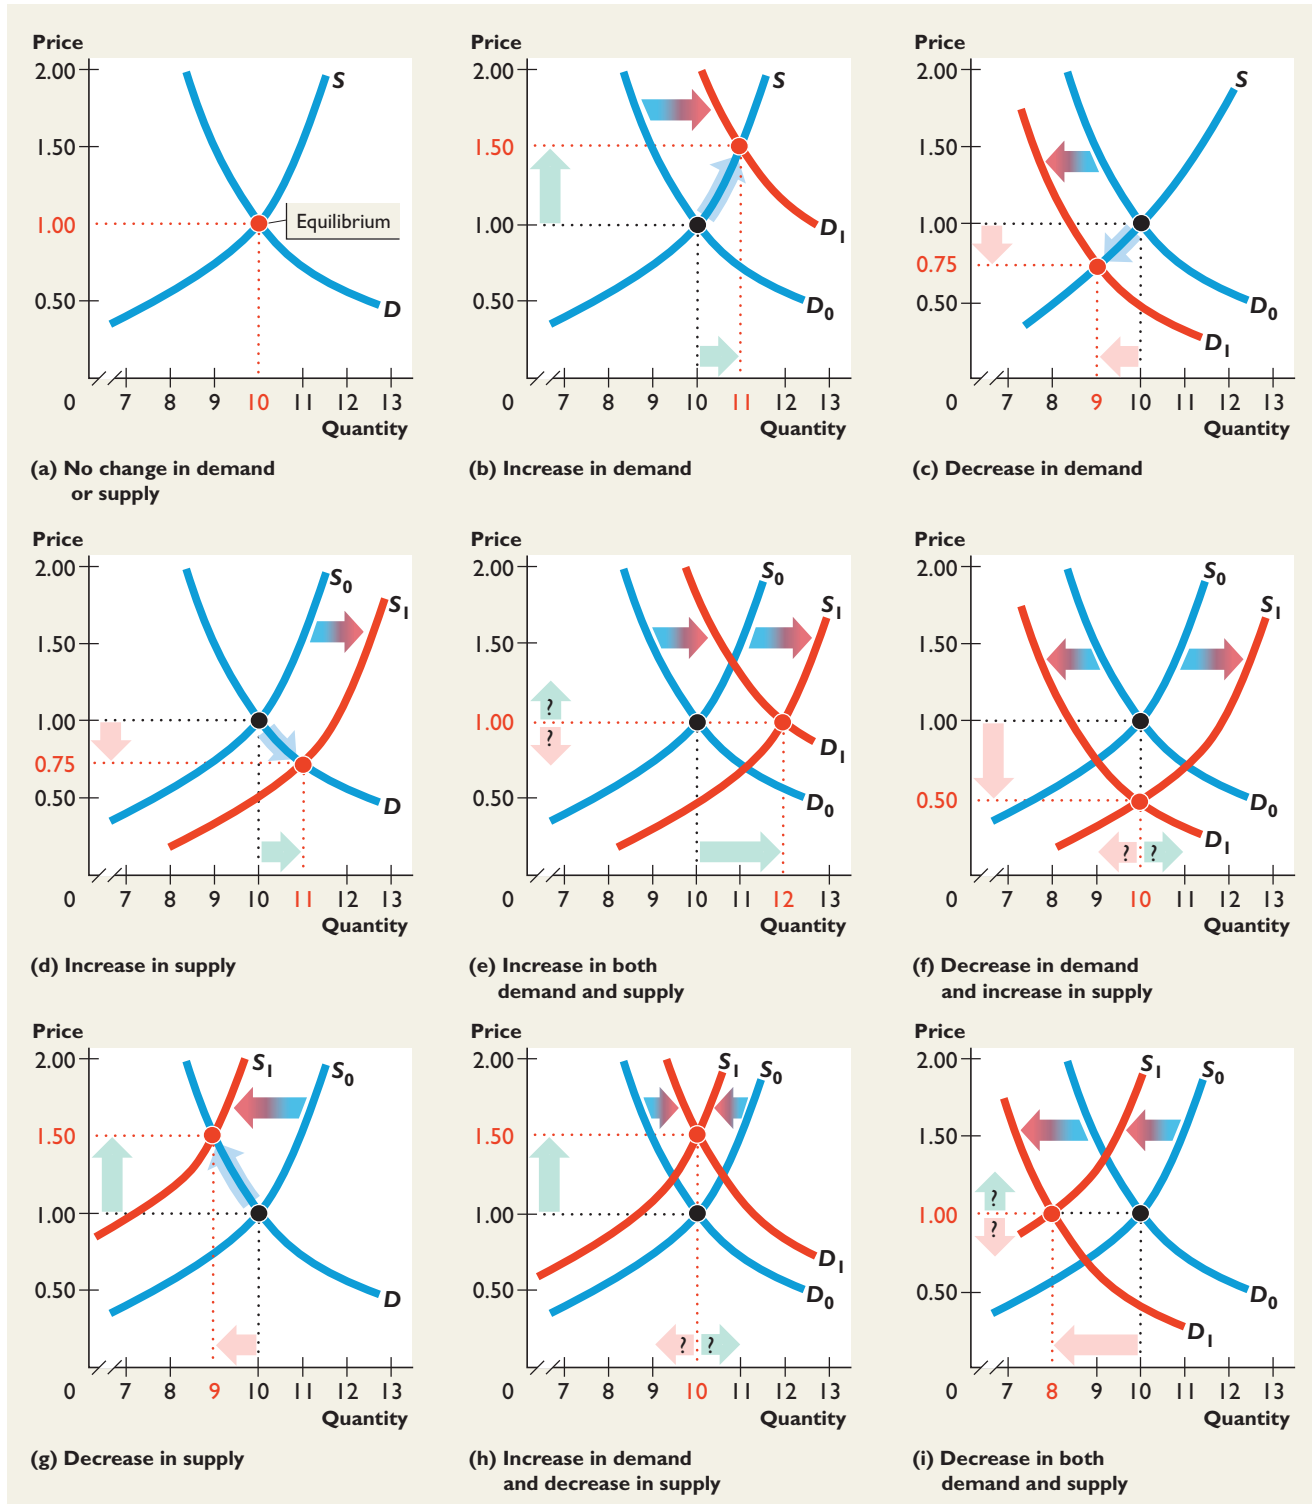 Price
2.00
1.50
1.00
0.50
S
Equilibrium
D
0 7 8 9 10 11 12 13
Quantity
(a) No change in demand
or supply
Price
2.00
1.50
1.00
0.50
S
D1
D0
0 7 8 9 10 11 12 13
Quantity
(b) Increase in demand
Price
2.00
1.50
1.00
0.75
0.50
S
D0
D1
0 7 8 9 10 11 12 13
Quantity
(c) Decrease in demand
Price
2.00
1.50
1.00
0.75
0.50
S0
S1
D
0 7 8 9 10 11 12 13
Quantity
(d) Increase in supply
Price
2.00
1.50
?
1.00
?
0.50
S0
S1
D1
D0
0 7 8 9 10 11 12 13
Quantity
(e) Increase in both
demand and supply
Price
2.00
1.50
1.00
0.50
S0
S1
D0
D1
? ?
0 7 8 9 10 11 12 13
Quantity
(f) Decrease in demand
and increase in supply
Price
2.00
1.50
1.00
0.50
S1
S0
D
0 7 8 9 10 11 12 13
Quantity
(g) Decrease in supply
Price
2.00
1.50
1.00
0.50
S1
S0
D1
D0
? ?
0 7 8 9 10 11 12 13
Quantity
(h) Increase in demand
and decrease in supply
Price
2.00
1.50
?
1.00
?
0.50
S1
S0
D0
D1
0 7 8 9 10 11 12 13
Quantity
(i) Decrease in both
demand and supply